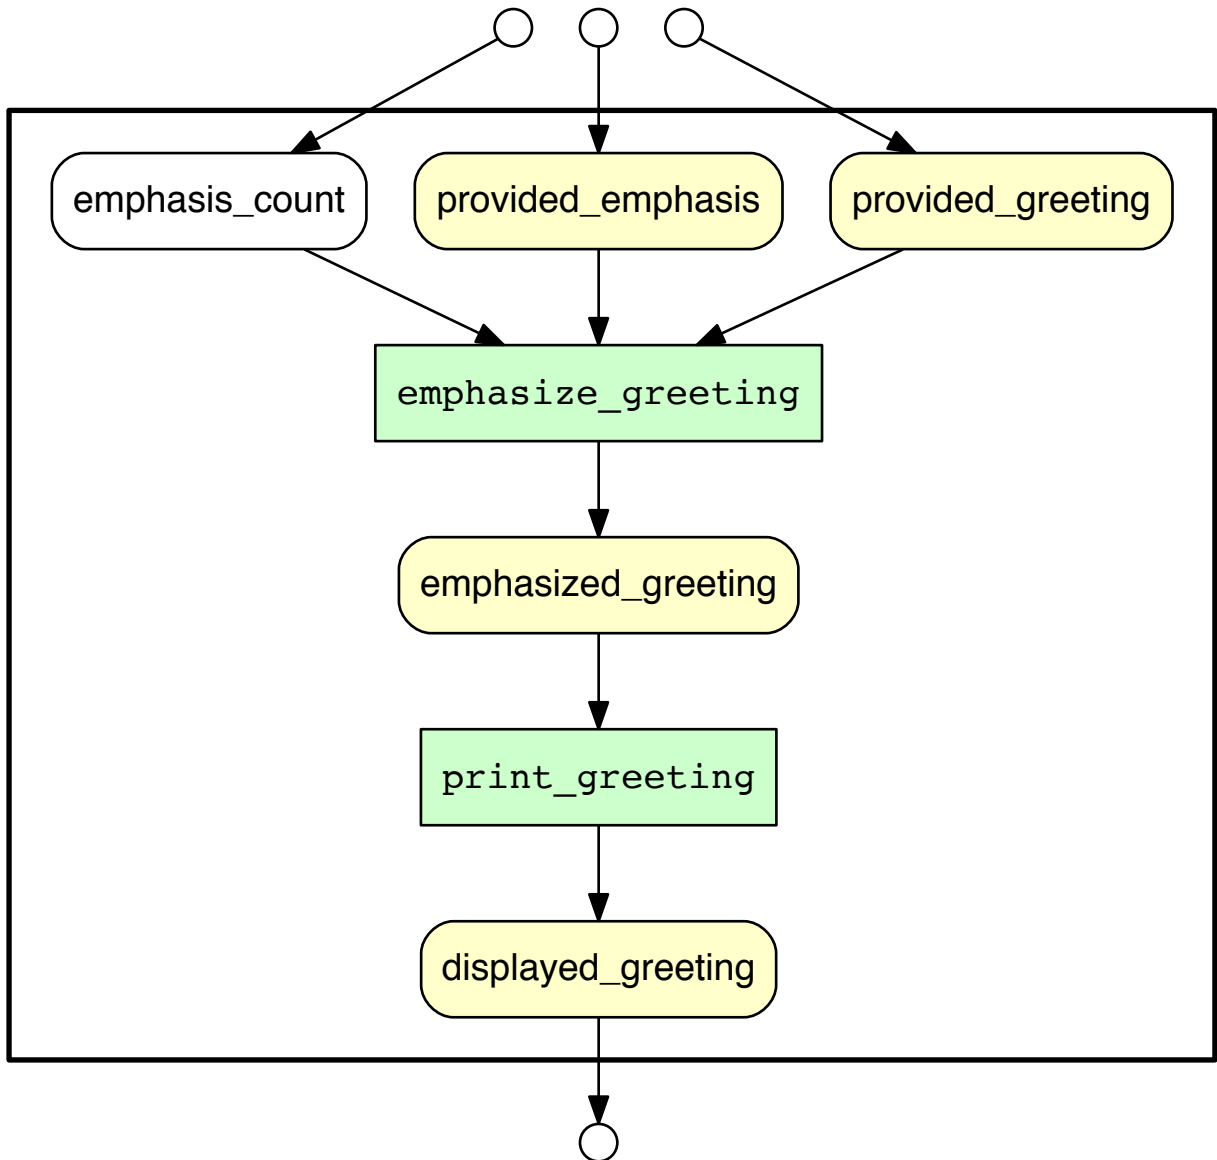 emphasis_count
provided_emphasis
provided_greeting
emphasize_greeting
emphasized_greeting
print_greeting
displayed_greeting